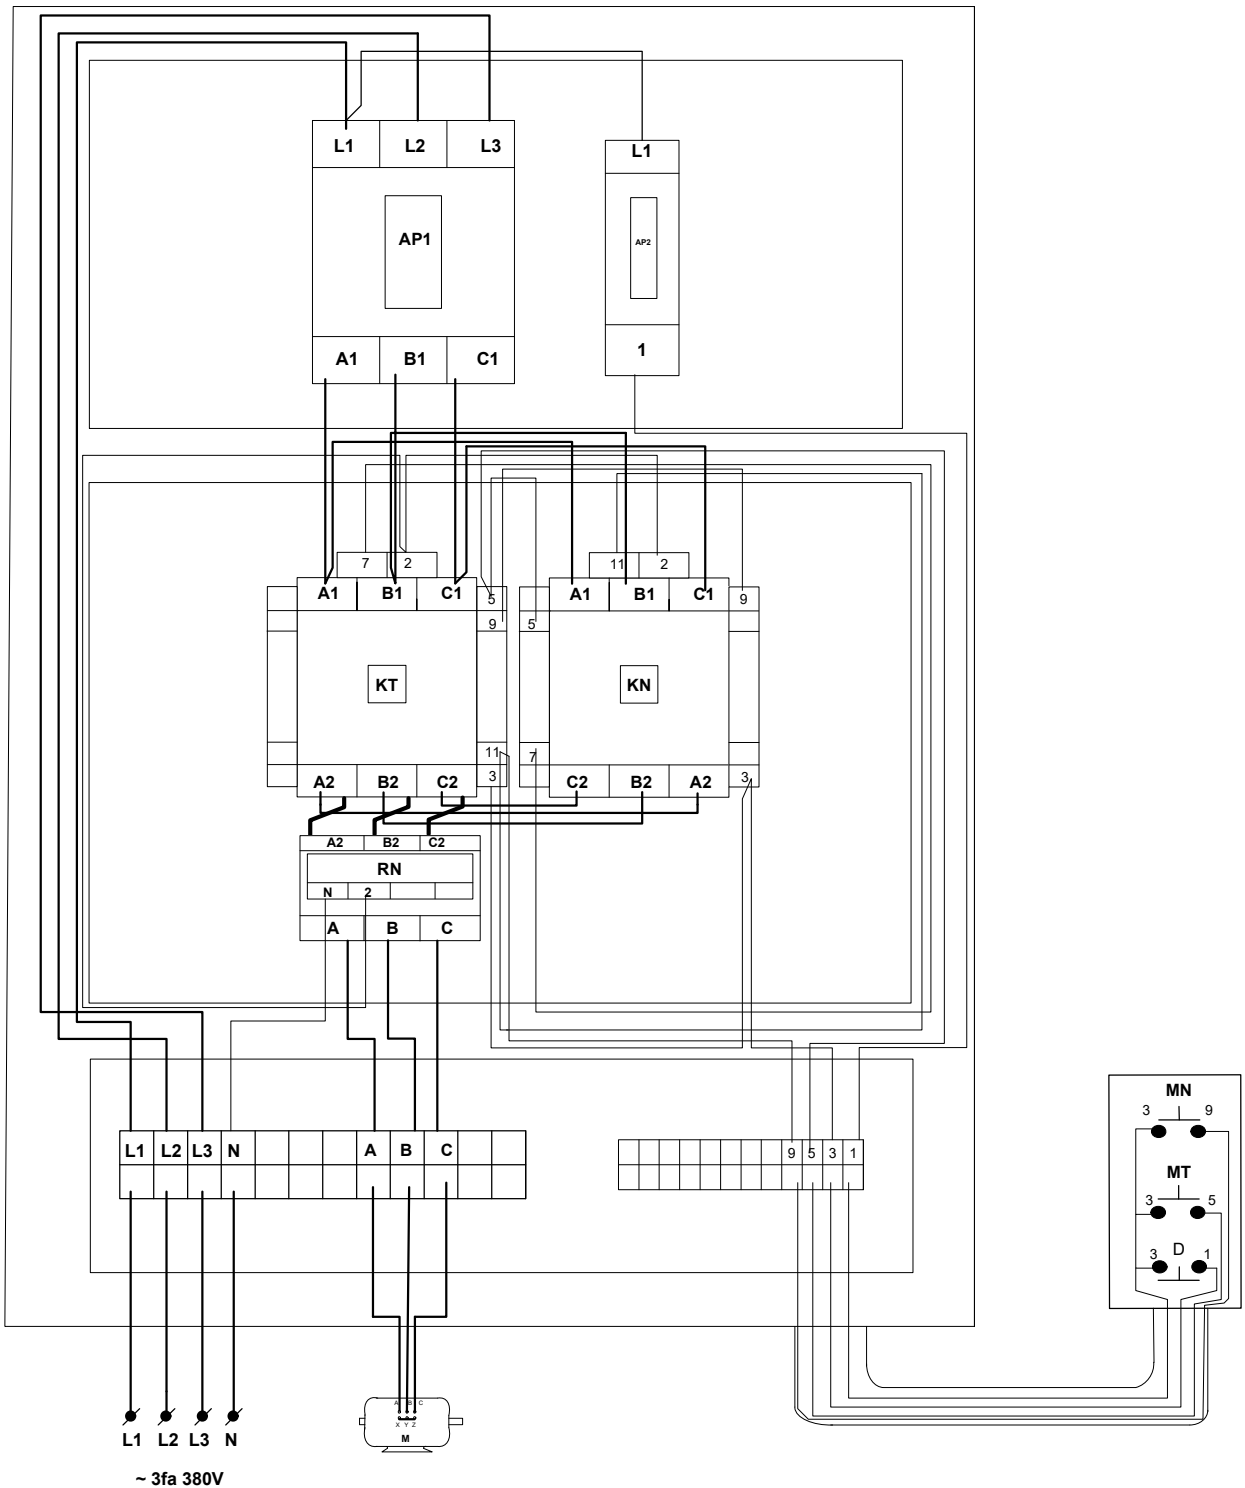 L1 L2 L3 L1
AP1 AP2
A1 B1 C1 1
7 2 11 2
A1 B1 C1 5 A1 B1 C1 9
9 5
KT KN
11 7
A2 B2 C2 3 C2 B2 A2 3
A2 B2 C2
RN
N 2
A B C
MN
3 9
L1 L2 L3 N A B C 9 5 3 1
MT
3 5
D
3 1
A B C
X Y Z
M
L1 L2 L3 N
~ 3fa 380V